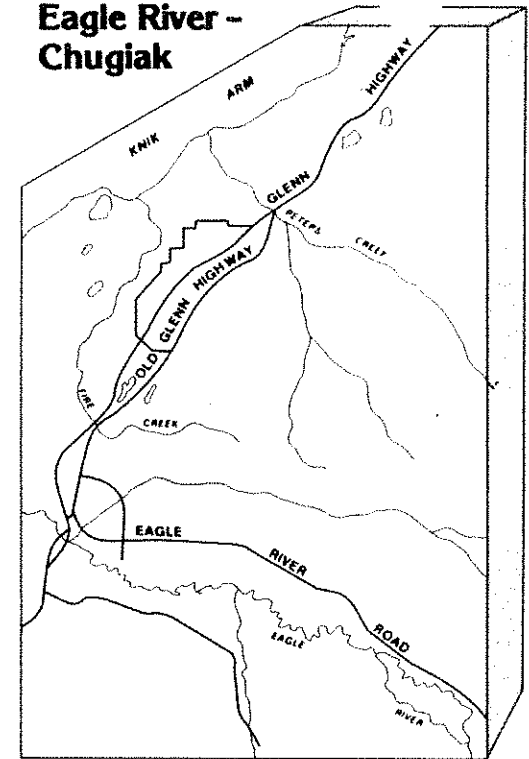 Eagle River -
Chugiak
KNIK ARM
HIGHWAY
GLENN
PETERS CREEK
OLD GLENN HIGHWAY
FIRE CREEK
EAGLE RIVER ROAD
EAGLE RIVER